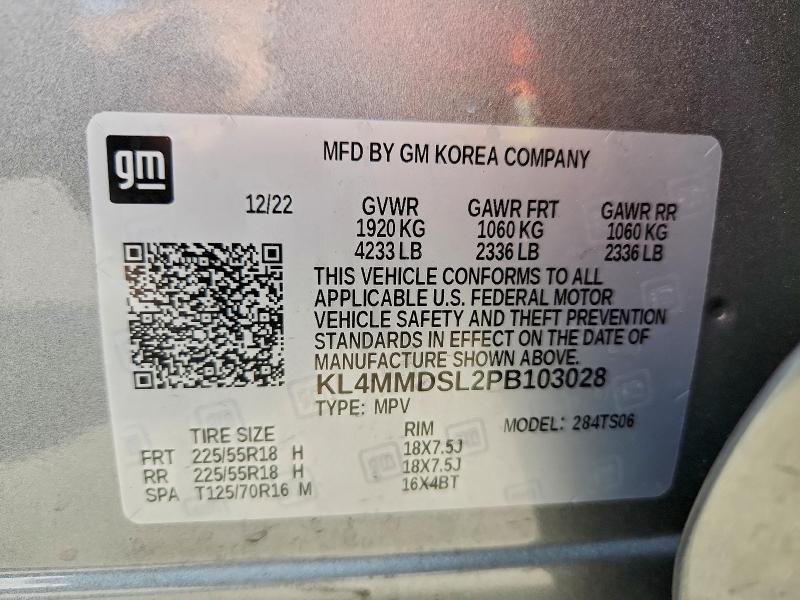 gm
MFD BY GM KOREA COMPANY
12/22 GVWR GAWR FRT GAWR RR
1920 KG 1060 KG 1060 KG
4233 LB 2336 LB 2336 LB
THIS VEHICLE CONFORMS TO ALL
APPLICABLE U.S. FEDERAL MOTOR
VEHICLE SAFETY AND THEFT PREVENTION
STANDARDS IN EFFECT ON THE DATE OF
MANUFACTURE SHOWN ABOVE.
KL4MMDSL2PB103028
TYPE: MPV MODEL: 284TS06
TIRE SIZE RIM
FRT 225/55R18 H 18X7.5J
RR 225/55R18 H 18X7.5J
SPA T125/70R16 M 16X4BT